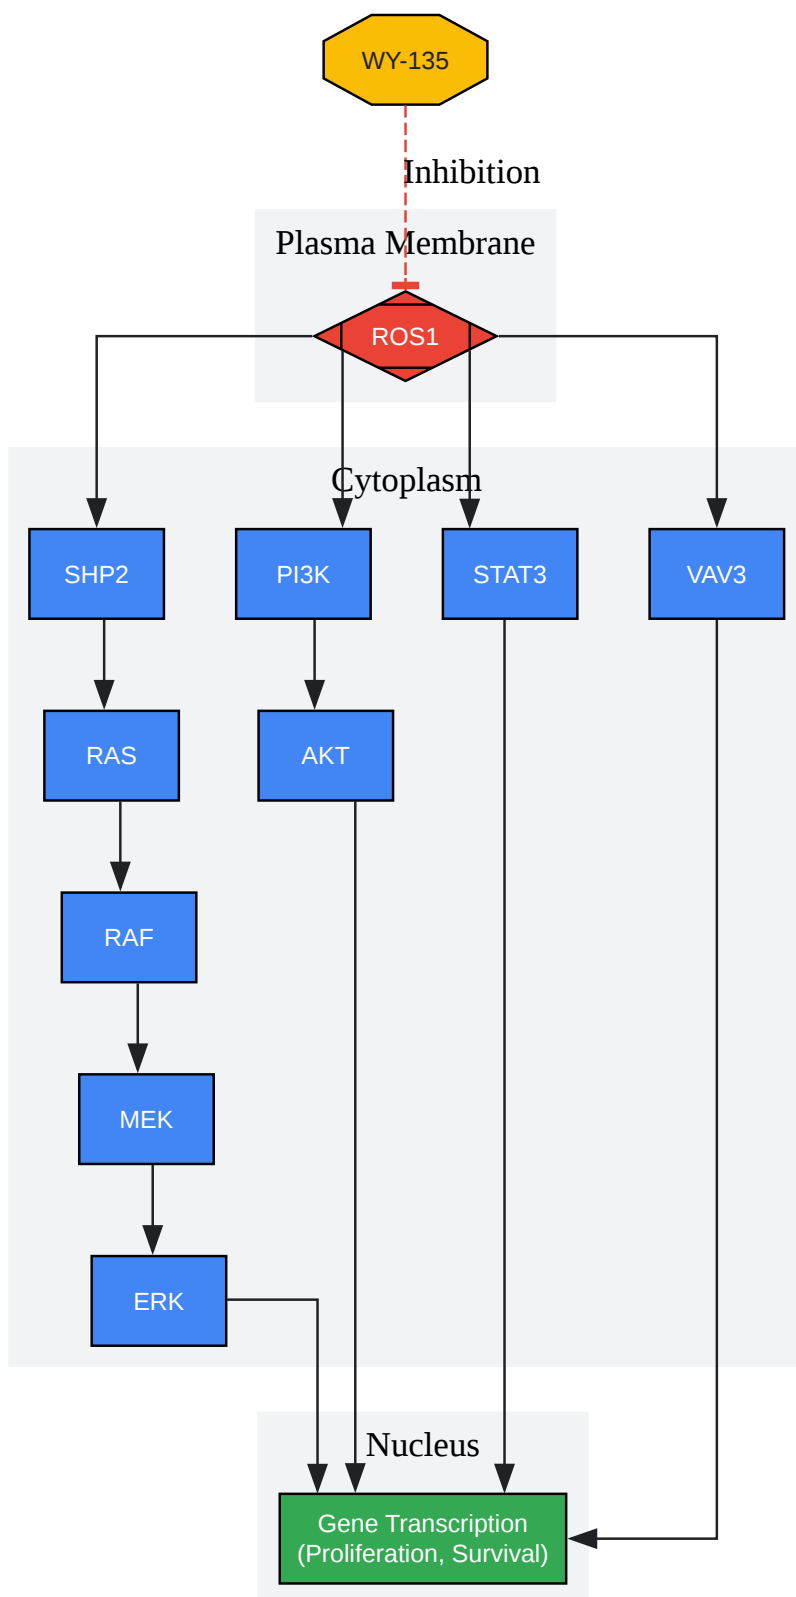 WY-135
Inhibition
Plasma Membrane
ROS1
Cytoplasm
SHP2
PI3K
STAT3
VAV3
RAS
AKT
RAF
MEK
ERK
Nucleus
Gene Transcription
(Proliferation, Survival)